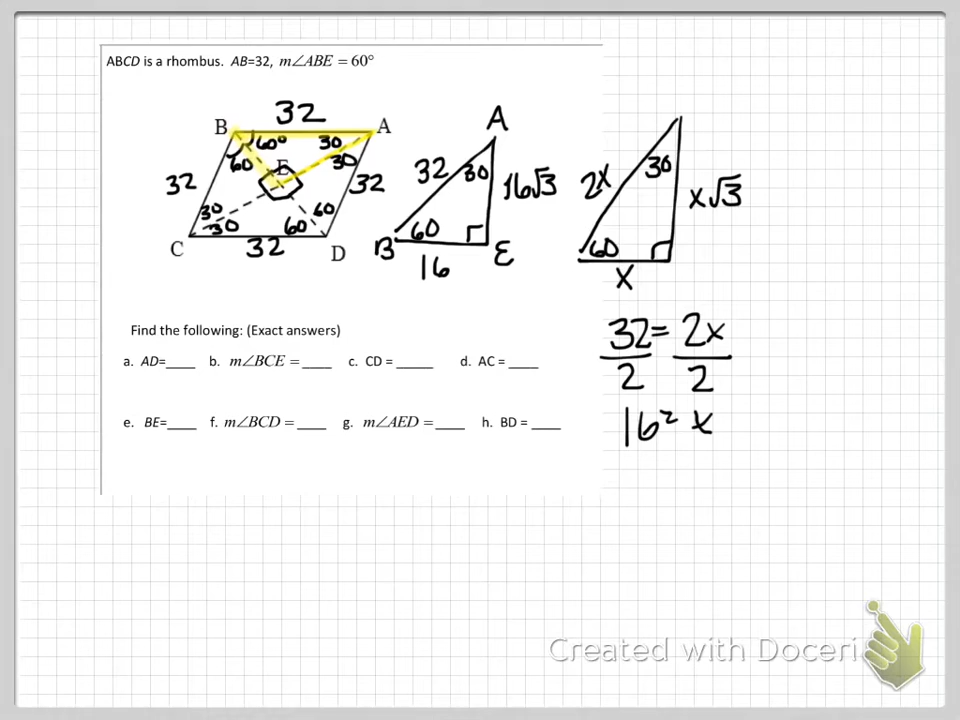 ABCD is a rhombus. AB=32, m∠ABE = 60°
32
B
A
60°
30
60
E
30
32
32
30
30
60
60
C
32
D
A
32
30
16√3
60
B
16
E
2x
30
x√3
60
x
32 = 2x
2 2
16 = x
Find the following: (Exact answers)
a. AD=____ b. m∠BCE = ____ c. CD = _____ d. AC = ____
e. BE=____ f. m∠BCD = ____ g. m∠AED = ____ h. BD = ____
Created with Doceri